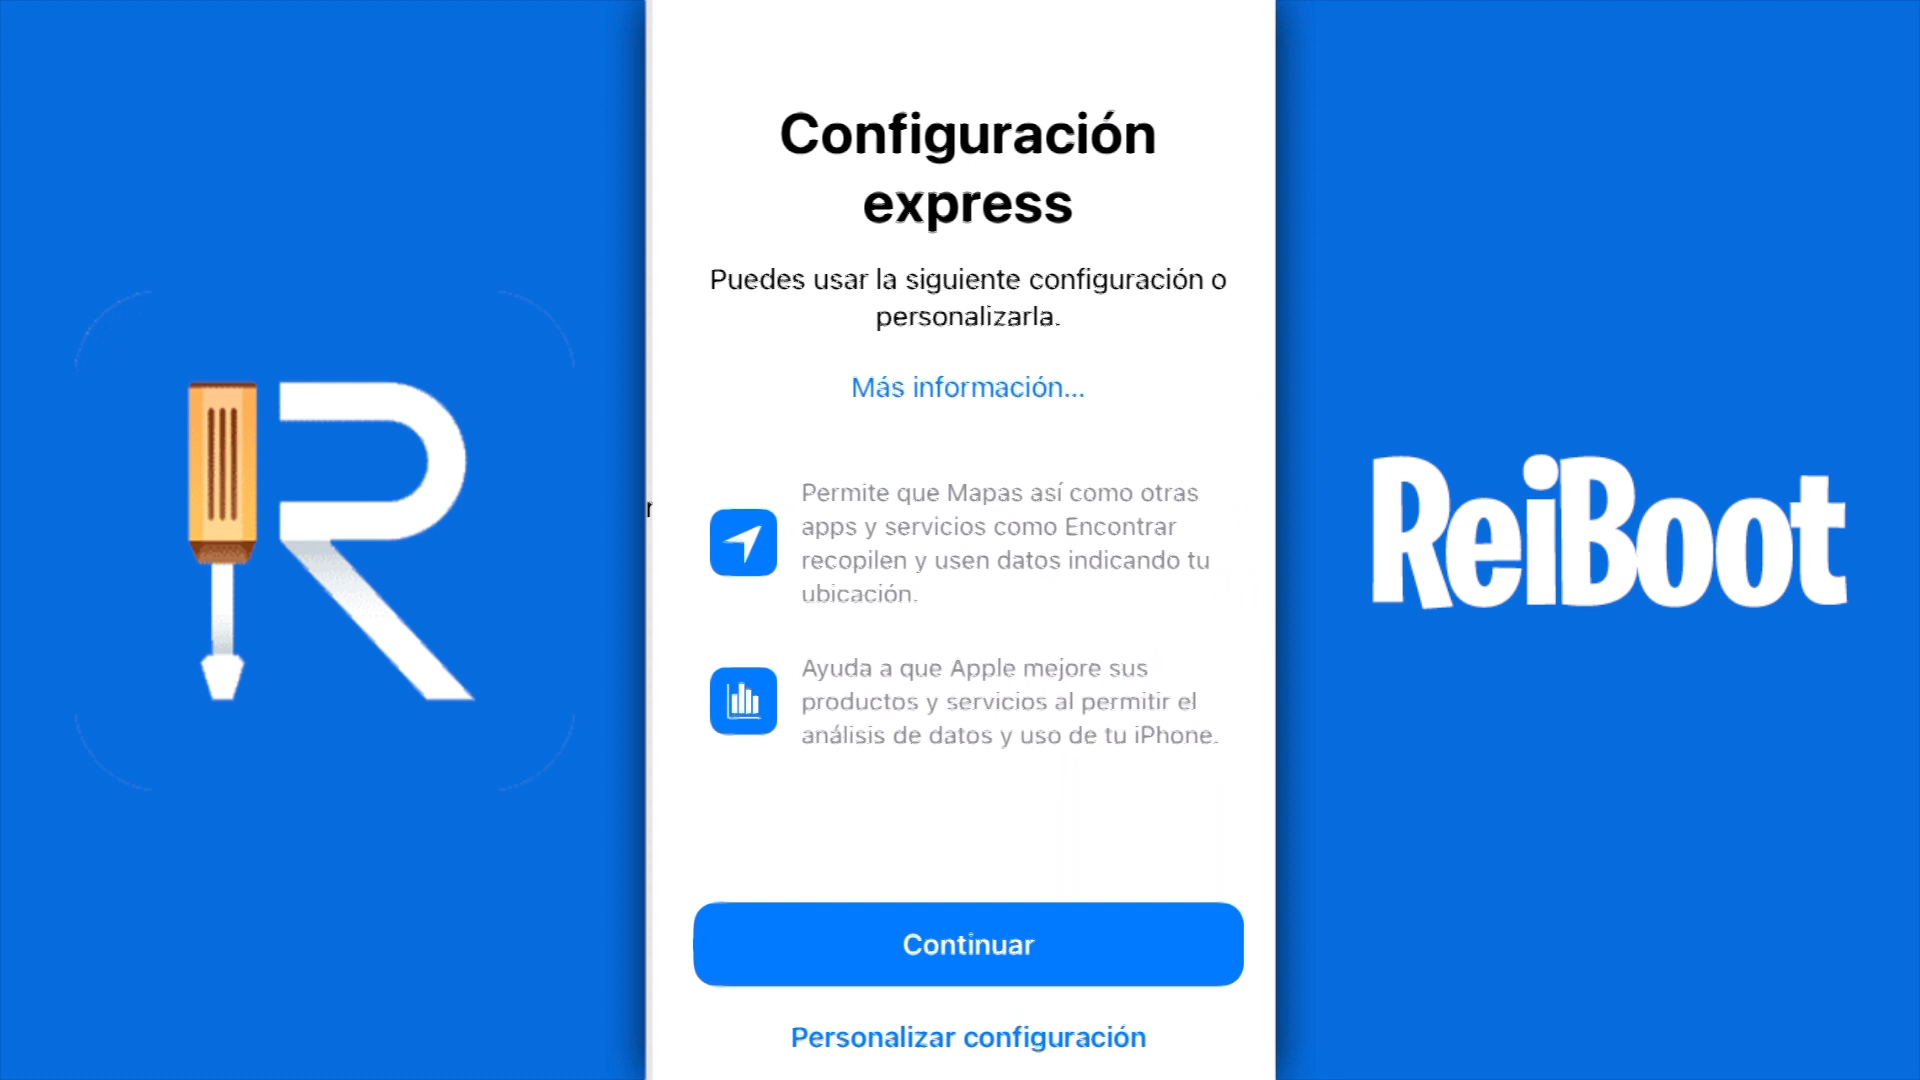 Configuración
express
Puedes usar la siguiente configuración o
personalizarla.
Más información...
Permite que Mapas así como otras
apps y servicios como Encontrar
recopilen y usen datos indicando tu
ubicación.
Ayuda a que Apple mejore sus
productos y servicios al permitir el
análisis de datos y uso de tu iPhone.
Continuar
Personalizar configuración
R
ReiBoot